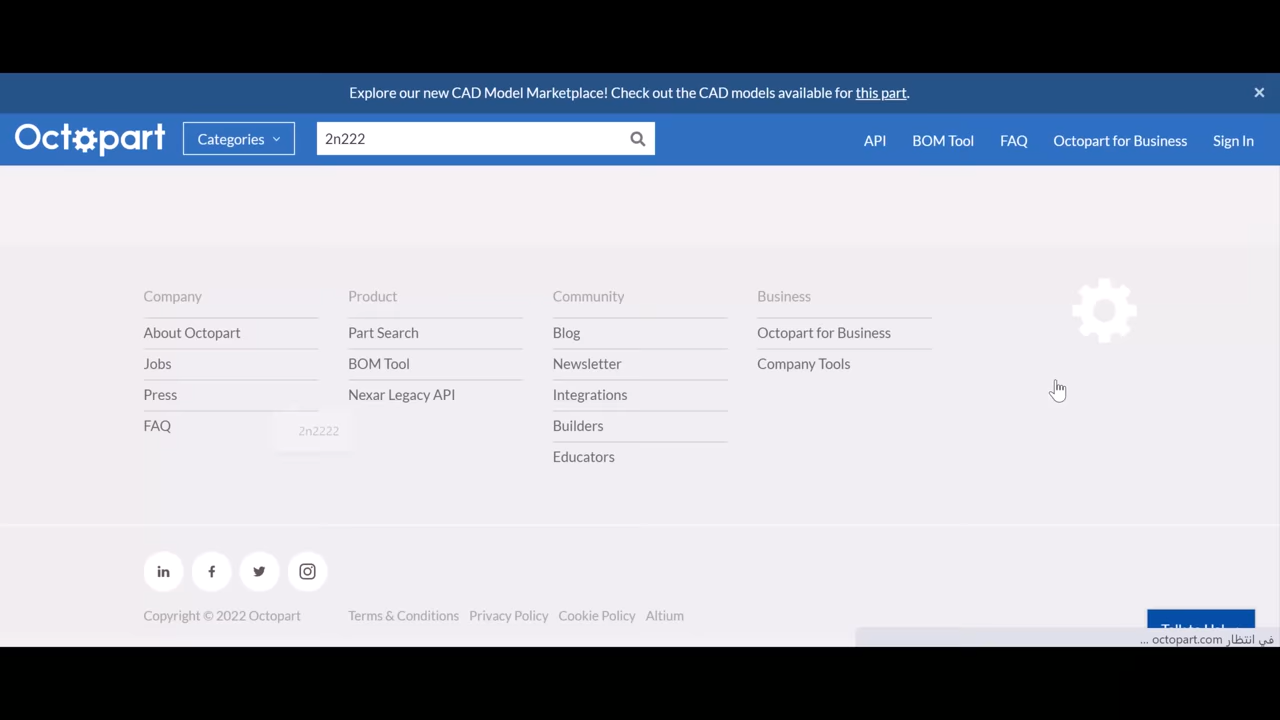 Explore our new CAD Model Marketplace! Check out the CAD models available for this part.
Octopart Categories 2n222 API BOM Tool FAQ Octopart for Business Sign In
Company Product Community Business
About Octopart Part Search Blog Octopart for Business
Jobs BOM Tool Newsletter Company Tools
Press Nexar Legacy API Integrations
FAQ 2n2222 Builders
Educators
in f
Copyright © 2022 Octopart Terms & Conditions Privacy Policy Cookie Policy Altium
في انتظار octopart.com ...